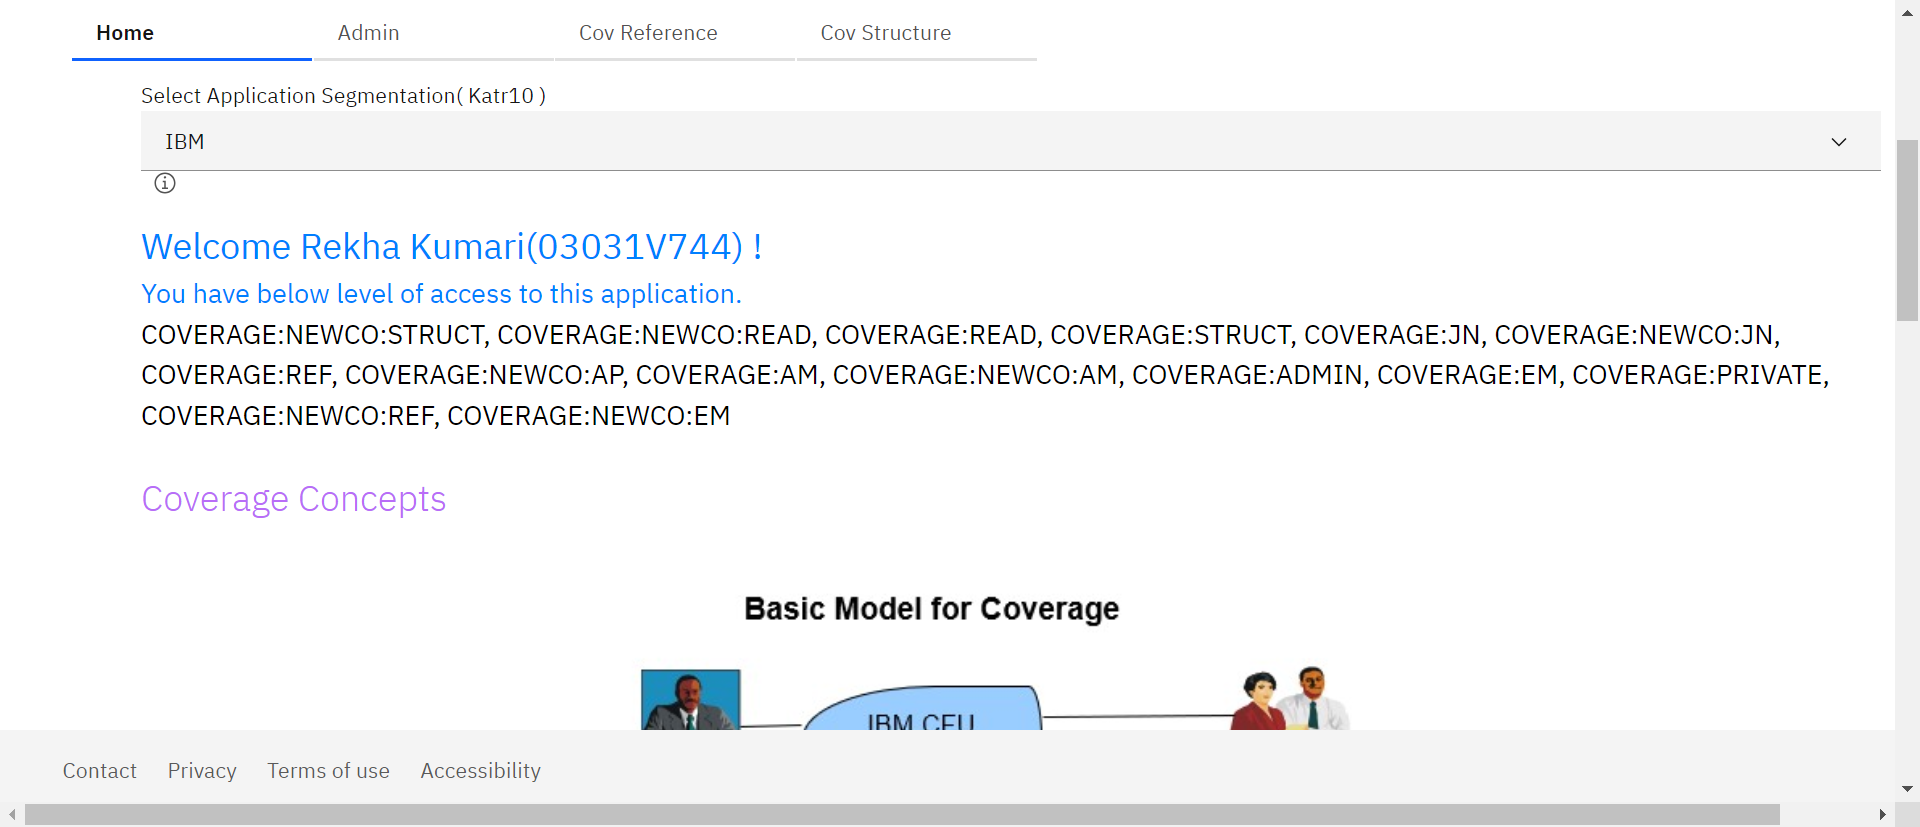 Home Admin Cov Reference Cov Structure
Select Application Segmentation( Katr10 )
IBM
Welcome Rekha Kumari(03031V744) !
You have below level of access to this application.
COVERAGE:NEWCO:STRUCT, COVERAGE:NEWCO:READ, COVERAGE:READ, COVERAGE:STRUCT, COVERAGE:JN, COVERAGE:NEWCO:JN,
COVERAGE:REF, COVERAGE:NEWCO:AP, COVERAGE:AM, COVERAGE:NEWCO:AM, COVERAGE:ADMIN, COVERAGE:EM, COVERAGE:PRIVATE,
COVERAGE:NEWCO:REF, COVERAGE:NEWCO:EM
Coverage Concepts
Basic Model for Coverage
IBM CEU
Contact Privacy Terms of use Accessibility